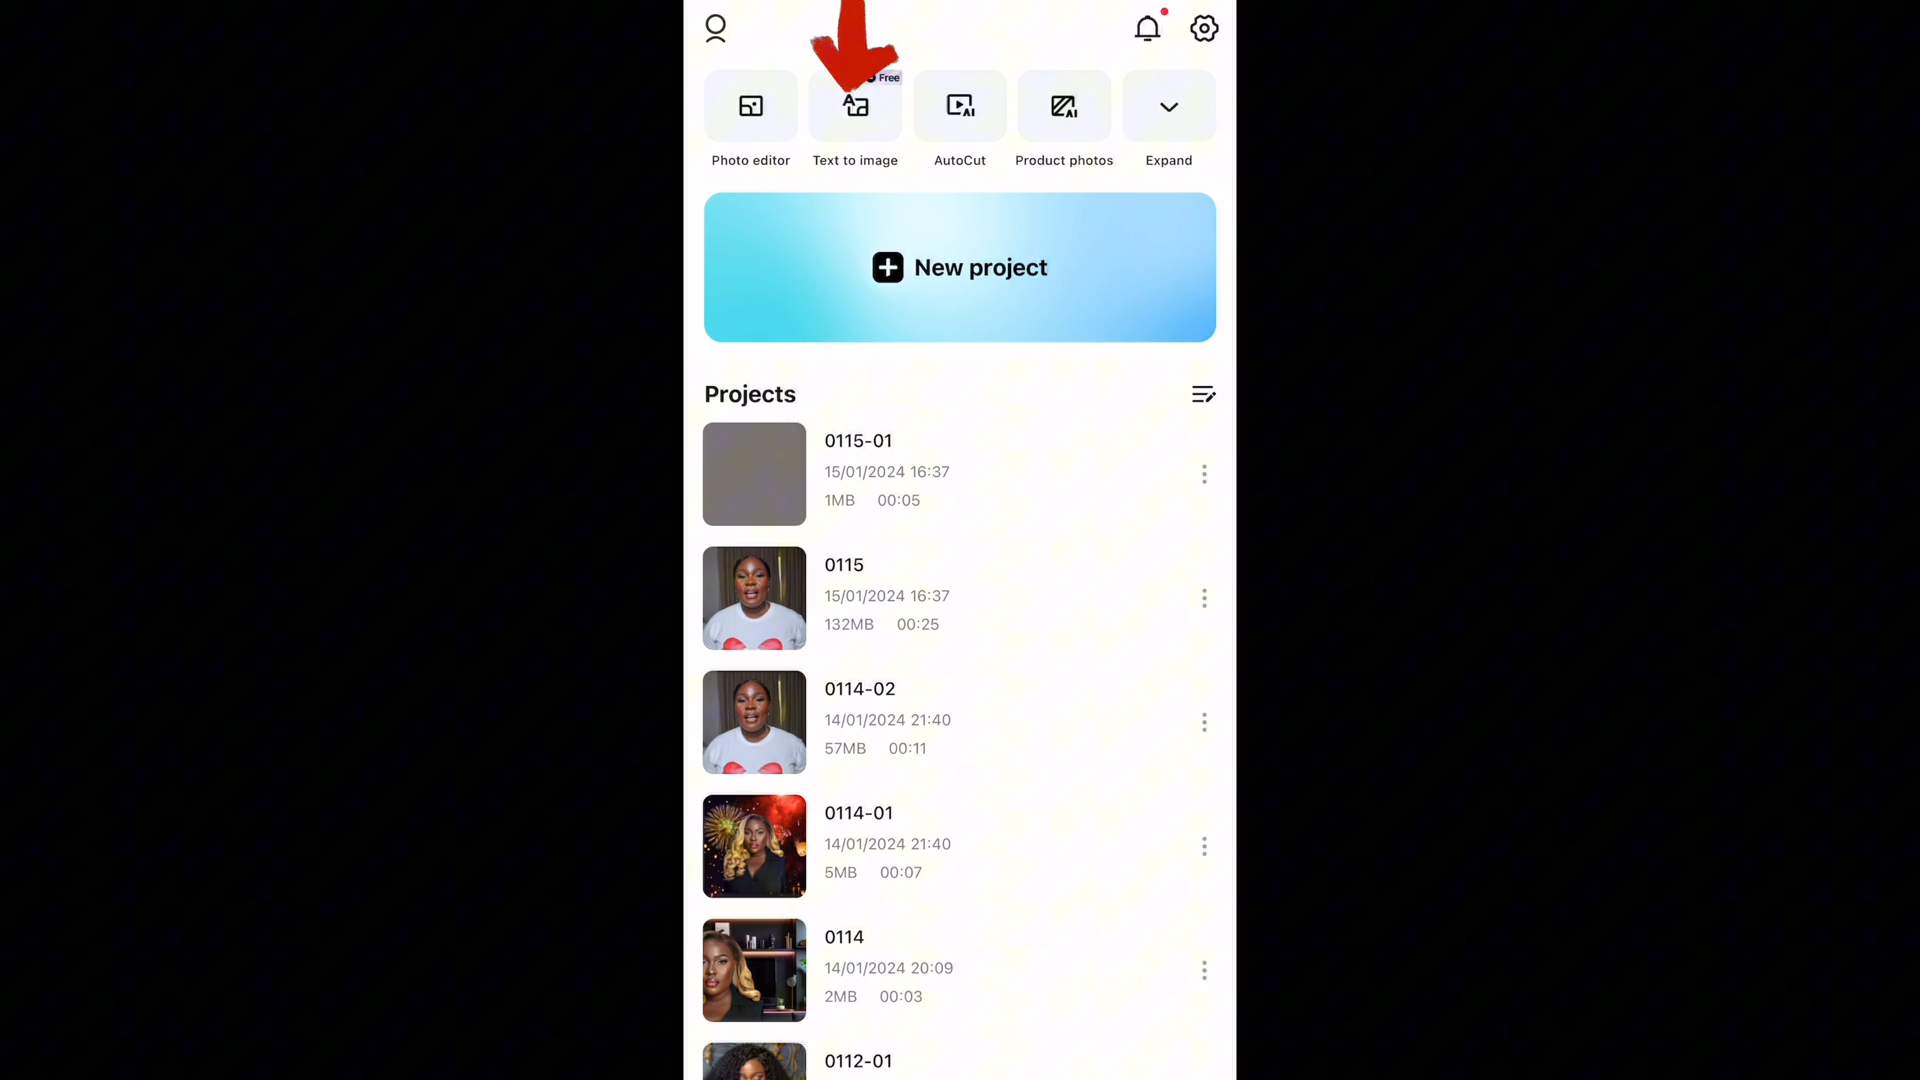 Free
Photo editor
Text to image
AutoCut
Product photos
Expand
New project
Projects
0115-01
15/01/2024 16:37
1MB 00:05
0115
15/01/2024 16:37
132MB 00:25
0114-02
14/01/2024 21:40
57MB 00:11
0114-01
14/01/2024 21:40
5MB 00:07
0114
14/01/2024 20:09
2MB 00:03
0112-01